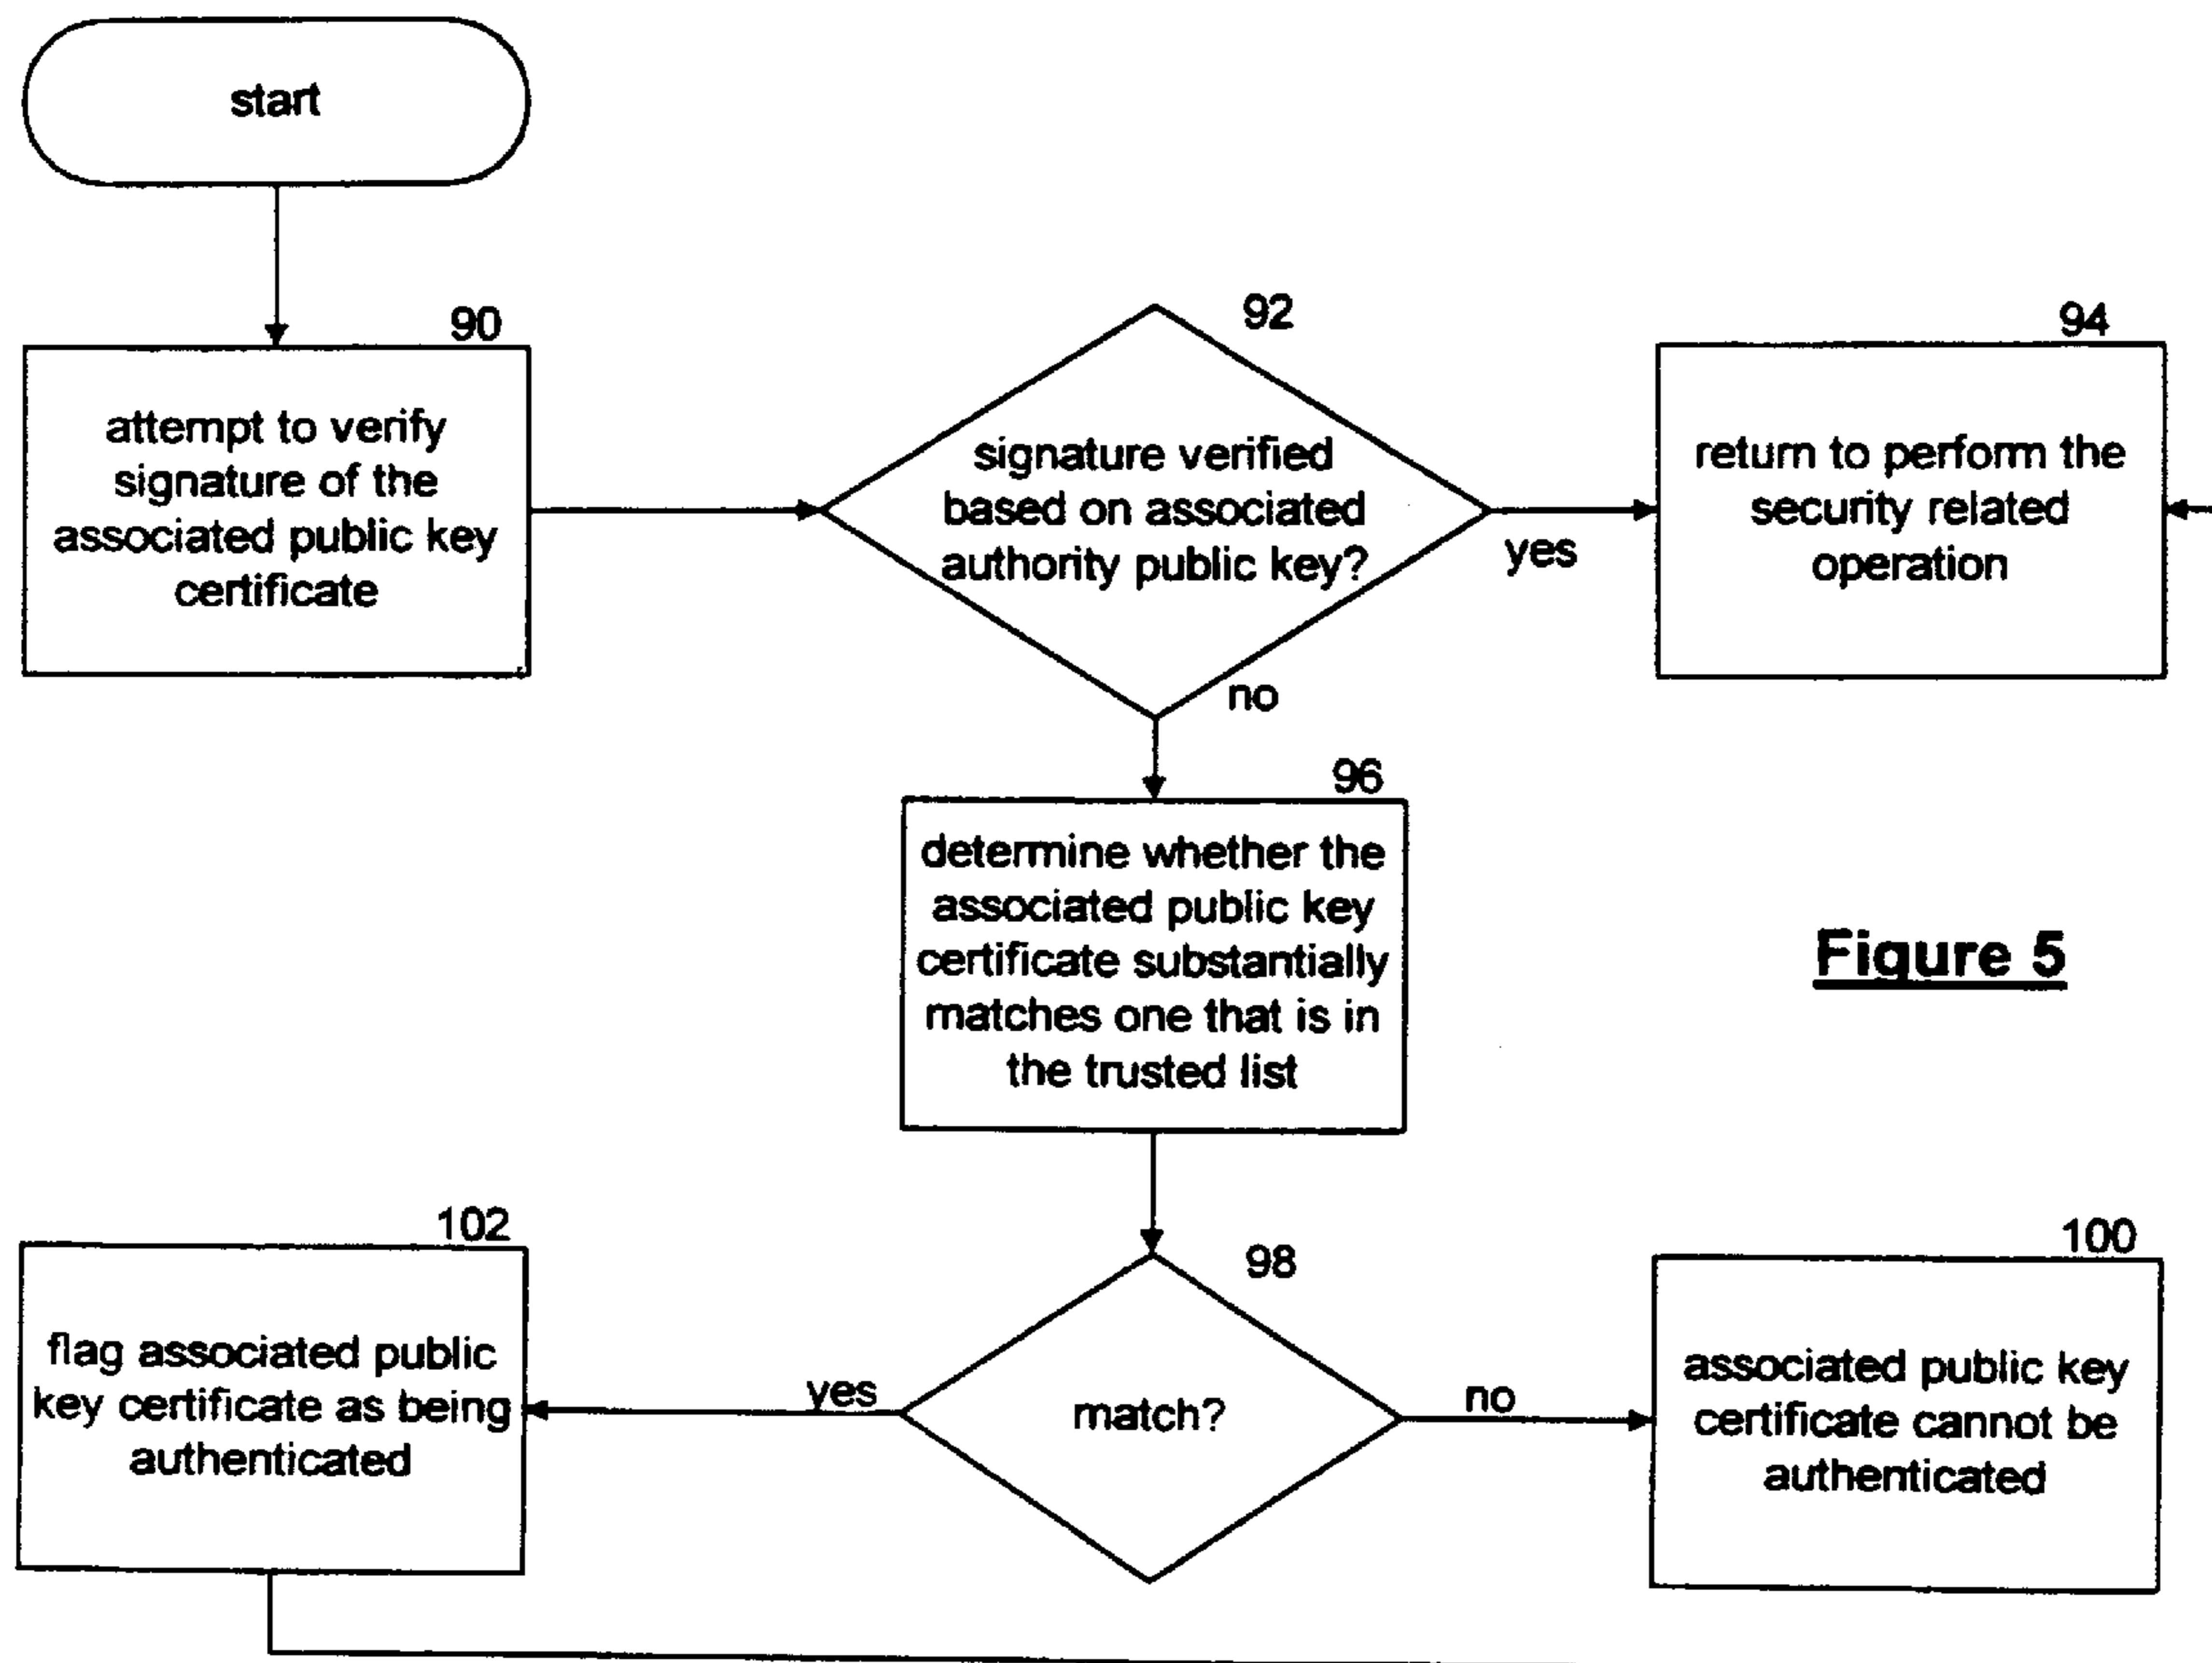 start
90
attempt to verify
signature of the
associated public key
certificate
92
signature verified
based on associated
authority public key?
yes
no
94
return to perform the
security related
operation
96
determine whether the
associated public key
certificate substantially
matches one that is in
the trusted list
Figure 5
98
match?
yes
no
102
flag associated public
key certificate as being
authenticated
100
associated public key
certificate cannot be
authenticated